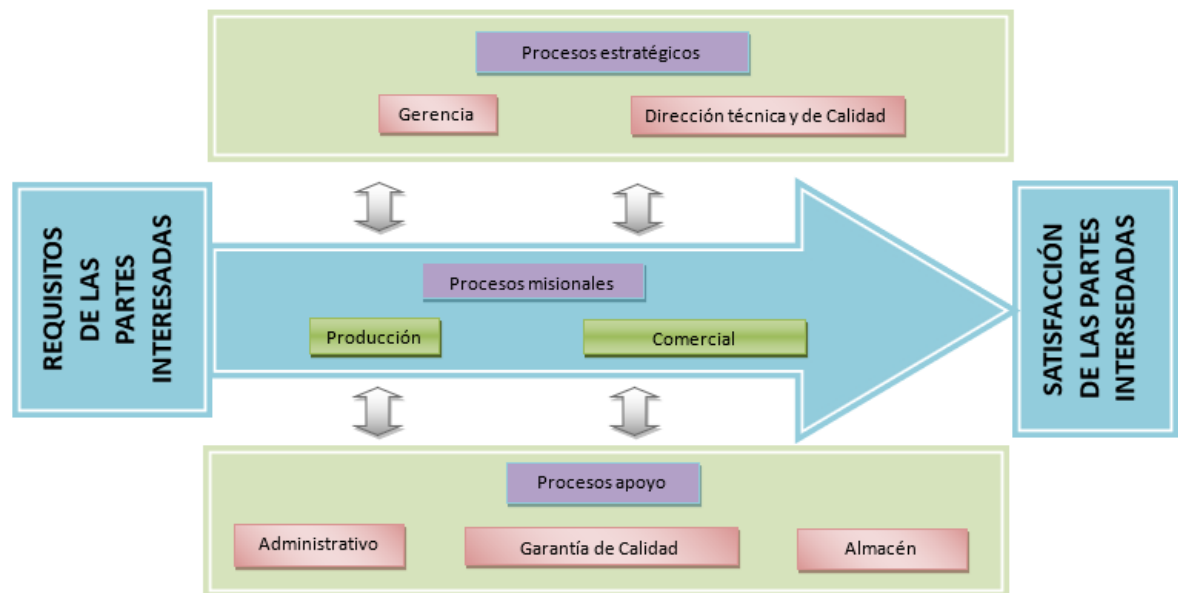 Procesos estratégicos
Gerencia
Dirección técnica y de Calidad
REQUISITOS
DE LAS
PARTES
INTERESADAS
Procesos misionales
Producción
Comercial
SATISFACCIÓN
DE LAS PARTES
INTERSEDADAS
Procesos apoyo
Administrativo
Garantía de Calidad
Almacén